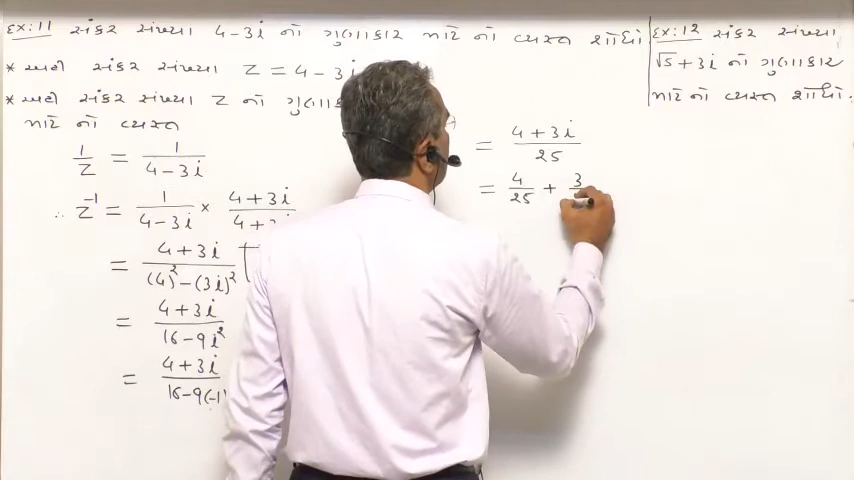 Ex:11 સંકર સંખ્યા 4-3i નો ગુણાકાર માટે નો વ્યસ્ત શોધો
* અહીં સંકર સંખ્યા Z = 4-3i
* અહીં સંકર સંખ્યા Z નો
માટે નો વ્યસ્ત
1/Z = 1/(4-3i)
∴ Z⁻¹ = 1/(4-3i) × (4+3i)/
= (4+3i)/((4)²-(3i)²)
= (4+3i)/(16-9i²)
= (4+3i)/(16-9(-1)
= (4+3i)/25
= 4/25 + 3
Ex:12 સંકર સંખ્યા
√5+3i નો ગુણાકાર
માટે નો વ્યસ્ત શોધો.